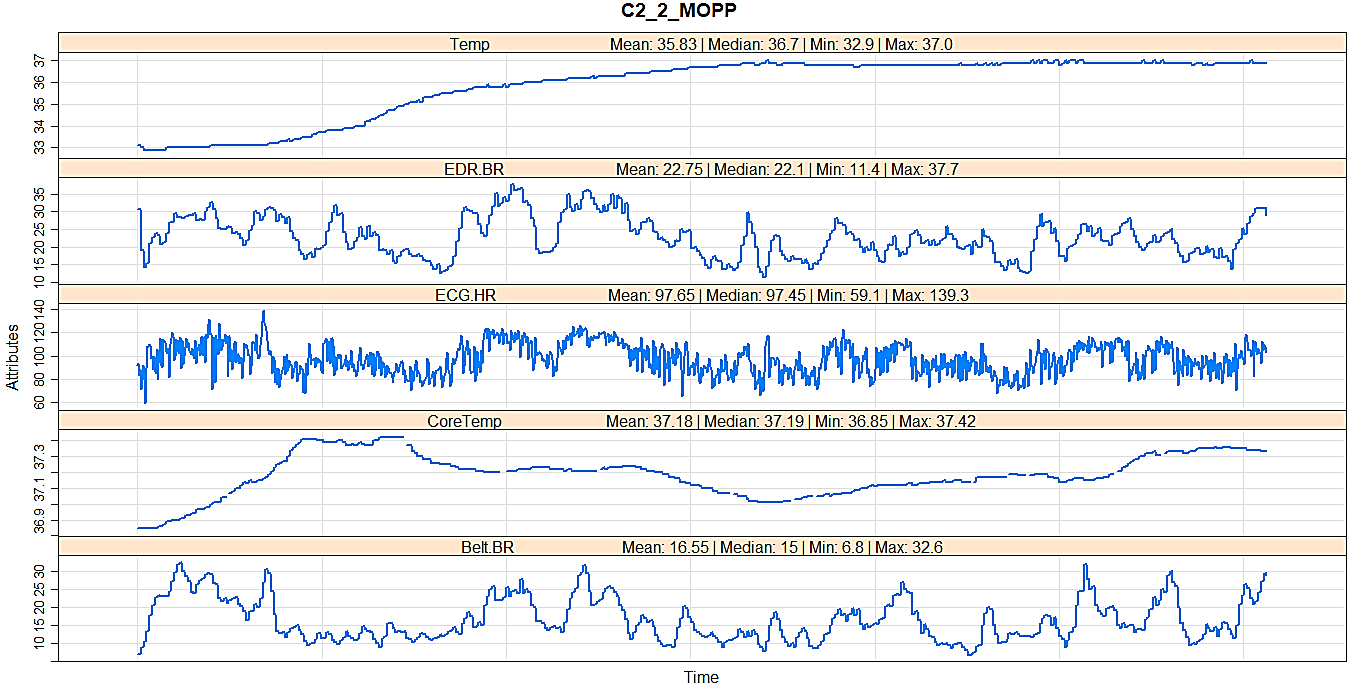 C2_2_MOPP
Temp Mean: 35.83 | Median: 36.7 | Min: 32.9 | Max: 37.0
37
36
35
34
33
EDR.BR Mean: 22.75 | Median: 22.1 | Min: 11.4 | Max: 37.7
10 15 20 25 30 35
ECG.HR Mean: 97.65 | Median: 97.45 | Min: 59.1 | Max: 139.3
60 80 100 120 140
Attributes
CoreTemp Mean: 37.18 | Median: 37.19 | Min: 36.85 | Max: 37.42
36.9 37.1 37.3
Belt.BR Mean: 16.55 | Median: 15 | Min: 6.8 | Max: 32.6
10 15 20 25 30
Time